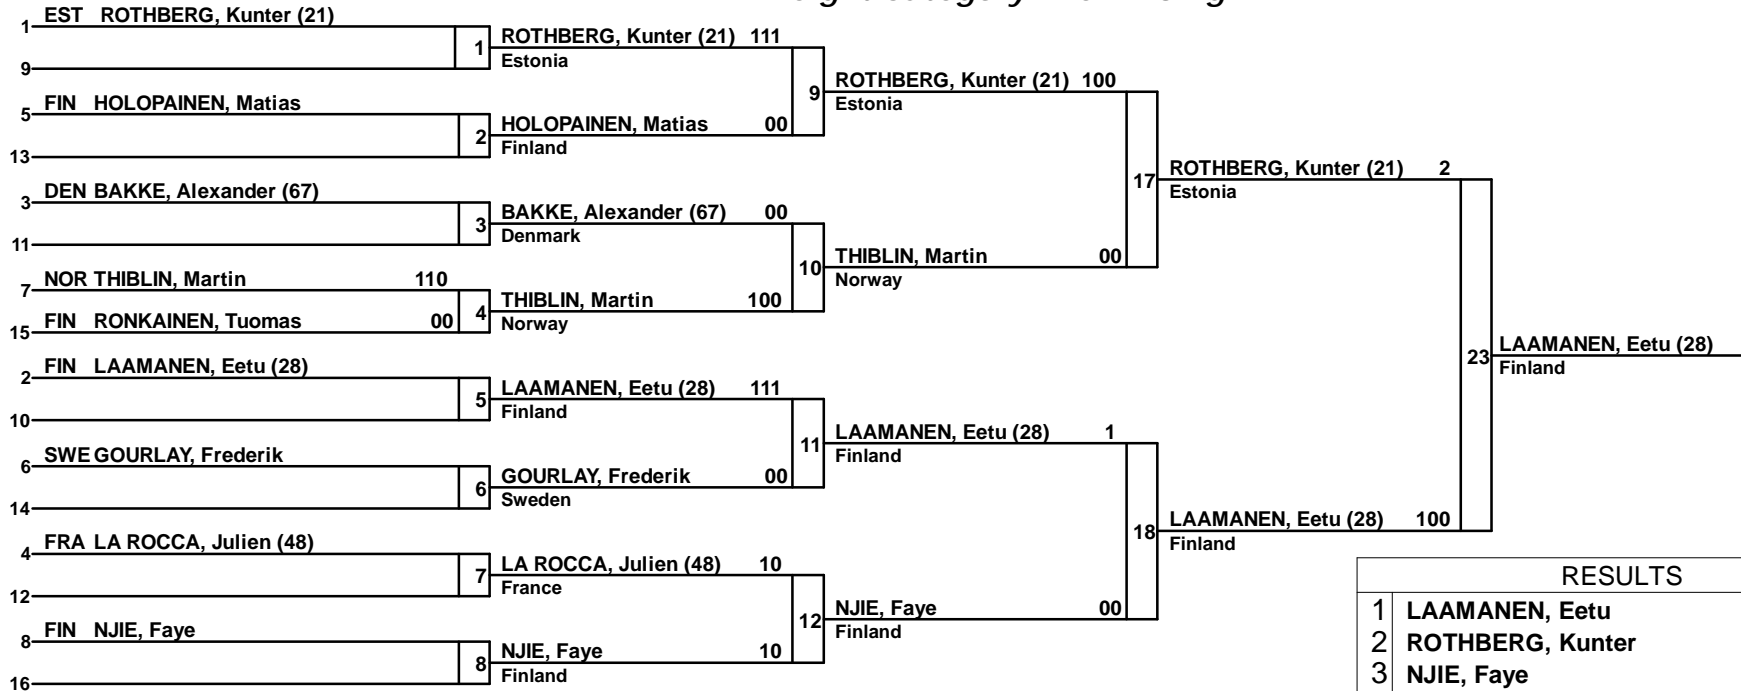 1 EST ROTHBERG, Kunter (21)
9
1 ROTHBERG, Kunter (21) 111
Estonia
5 FIN HOLOPAINEN, Matias
13
2 HOLOPAINEN, Matias 00
Finland
9 ROTHBERG, Kunter (21) 100
Estonia
3 DEN BAKKE, Alexander (67)
11
3 BAKKE, Alexander (67) 00
Denmark
7 NOR THIBLIN, Martin 110
15 FIN RONKAINEN, Tuomas 00
4 THIBLIN, Martin 100
Norway
10 THIBLIN, Martin 00
Norway
17 ROTHBERG, Kunter (21) 2
Estonia
2 FIN LAAMANEN, Eetu (28)
10
5 LAAMANEN, Eetu (28) 111
Finland
6 SWE GOURLAY, Frederik
14
6 GOURLAY, Frederik 00
Sweden
11 LAAMANEN, Eetu (28) 1
Finland
4 FRA LA ROCCA, Julien (48)
12
7 LA ROCCA, Julien (48) 10
France
8 FIN NJIE, Faye
16
8 NJIE, Faye 10
Finland
12 NJIE, Faye 00
Finland
18 LAAMANEN, Eetu (28) 100
Finland
23 LAAMANEN, Eetu (28)
Finland
RESULTS
1 LAAMANEN, Eetu
2 ROTHBERG, Kunter
3 NJIE, Faye